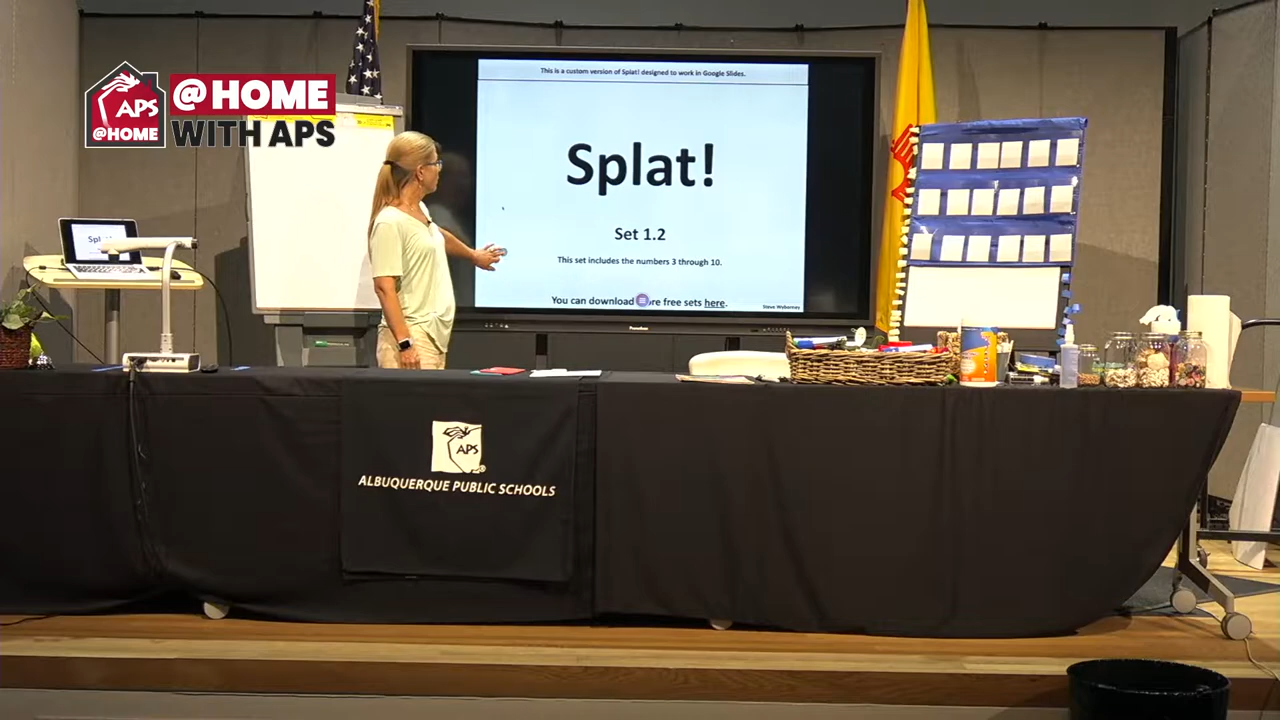 @HOME
WITH APS
APS
@HOME
This is a custom version of Splat! designed to work in Google Slides.
Splat!
Set 1.2
This set includes the numbers 3 through 10.
You can download re free sets here.
Steve Wyborney
Spl
APS
ALBUQUERQUE PUBLIC SCHOOLS